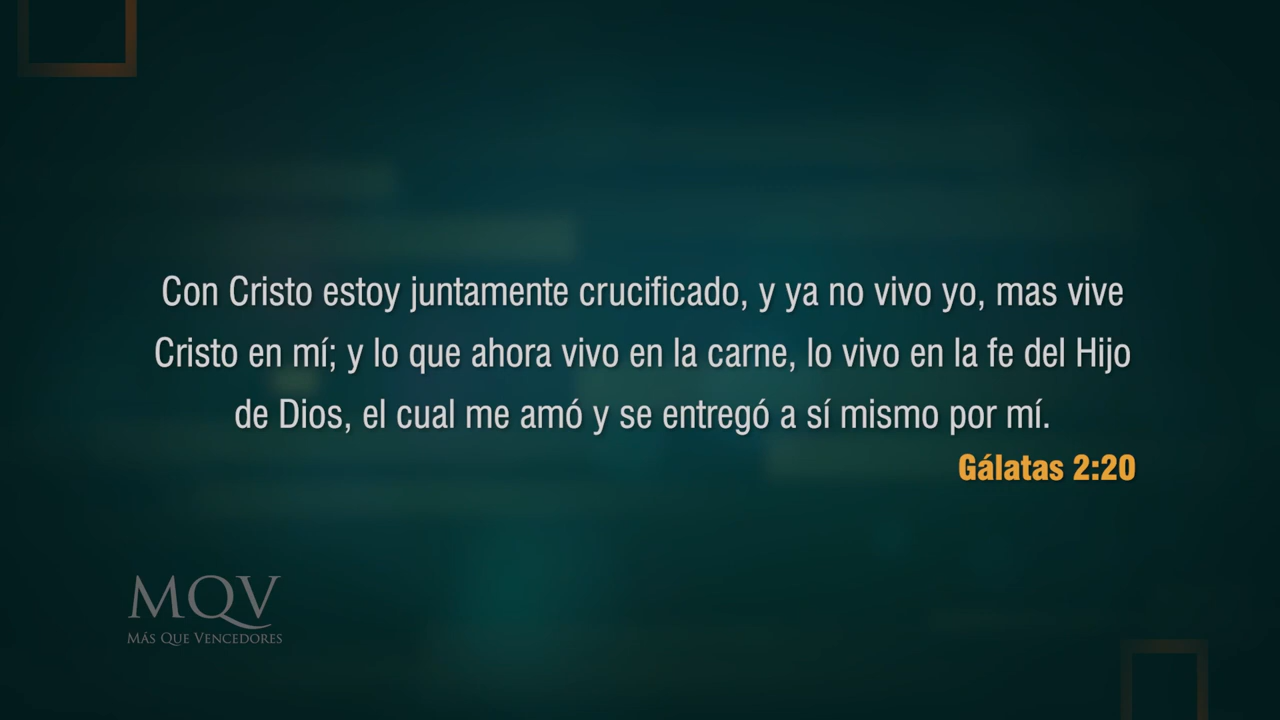 Con Cristo estoy juntamente crucificado, y ya no vivo yo, mas vive
Cristo en mí; y lo que ahora vivo en la carne, lo vivo en la fe del Hijo
de Dios, el cual me amó y se entregó a sí mismo por mí.
Gálatas 2:20
MQV
MÁS QUE VENCEDORES